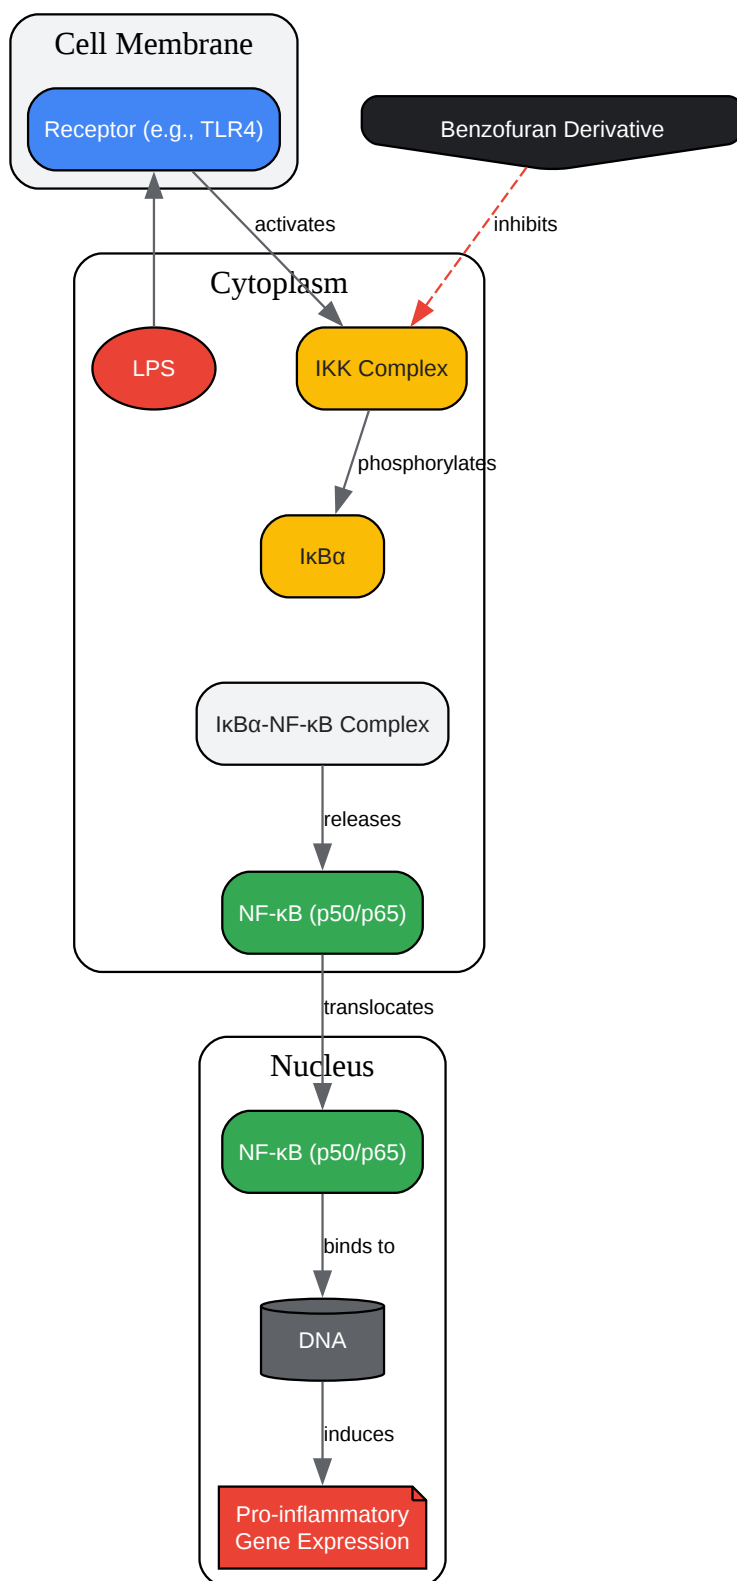 Cell Membrane
Receptor (e.g., TLR4)
Benzofuran Derivative
activates
inhibits
Cytoplasm
LPS
IKK Complex
phosphorylates
IκBα
IκBα-NF-κB Complex
releases
NF-κB (p50/p65)
translocates
Nucleus
NF-κB (p50/p65)
binds to
DNA
induces
Pro-inflammatory
Gene Expression